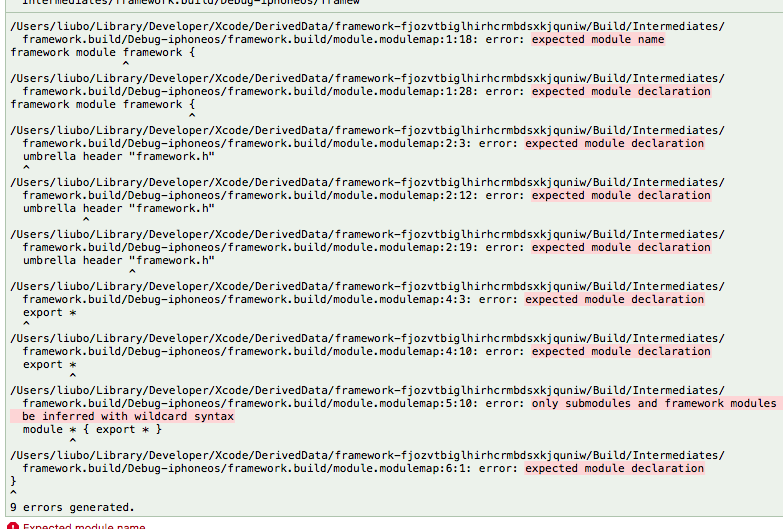 Intermediates/framework.build/Debug-iphoneos/framew
/Users/liubo/Library/Developer/Xcode/DerivedData/framework-fjozvtbiglhirhcrmbdsxkjquniw/Build/Intermediates/
framework.build/Debug-iphoneos/framework.build/module.modulemap:1:18: error: expected module name
framework module framework {
^
/Users/liubo/Library/Developer/Xcode/DerivedData/framework-fjozvtbiglhirhcrmbdsxkjquniw/Build/Intermediates/
framework.build/Debug-iphoneos/framework.build/module.modulemap:1:28: error: expected module declaration
framework module framework {
^
/Users/liubo/Library/Developer/Xcode/DerivedData/framework-fjozvtbiglhirhcrmbdsxkjquniw/Build/Intermediates/
framework.build/Debug-iphoneos/framework.build/module.modulemap:2:3: error: expected module declaration
umbrella header "framework.h"
^
/Users/liubo/Library/Developer/Xcode/DerivedData/framework-fjozvtbiglhirhcrmbdsxkjquniw/Build/Intermediates/
framework.build/Debug-iphoneos/framework.build/module.modulemap:2:12: error: expected module declaration
umbrella header "framework.h"
^
/Users/liubo/Library/Developer/Xcode/DerivedData/framework-fjozvtbiglhirhcrmbdsxkjquniw/Build/Intermediates/
framework.build/Debug-iphoneos/framework.build/module.modulemap:2:19: error: expected module declaration
umbrella header "framework.h"
^
/Users/liubo/Library/Developer/Xcode/DerivedData/framework-fjozvtbiglhirhcrmbdsxkjquniw/Build/Intermediates/
framework.build/Debug-iphoneos/framework.build/module.modulemap:4:3: error: expected module declaration
export *
^
/Users/liubo/Library/Developer/Xcode/DerivedData/framework-fjozvtbiglhirhcrmbdsxkjquniw/Build/Intermediates/
framework.build/Debug-iphoneos/framework.build/module.modulemap:4:10: error: expected module declaration
export *
^
/Users/liubo/Library/Developer/Xcode/DerivedData/framework-fjozvtbiglhirhcrmbdsxkjquniw/Build/Intermediates/
framework.build/Debug-iphoneos/framework.build/module.modulemap:5:10: error: only submodules and framework modules
be inferred with wildcard syntax
module * { export * }
^
/Users/liubo/Library/Developer/Xcode/DerivedData/framework-fjozvtbiglhirhcrmbdsxkjquniw/Build/Intermediates/
framework.build/Debug-iphoneos/framework.build/module.modulemap:6:1: error: expected module declaration
}
^
9 errors generated.
Expected module name